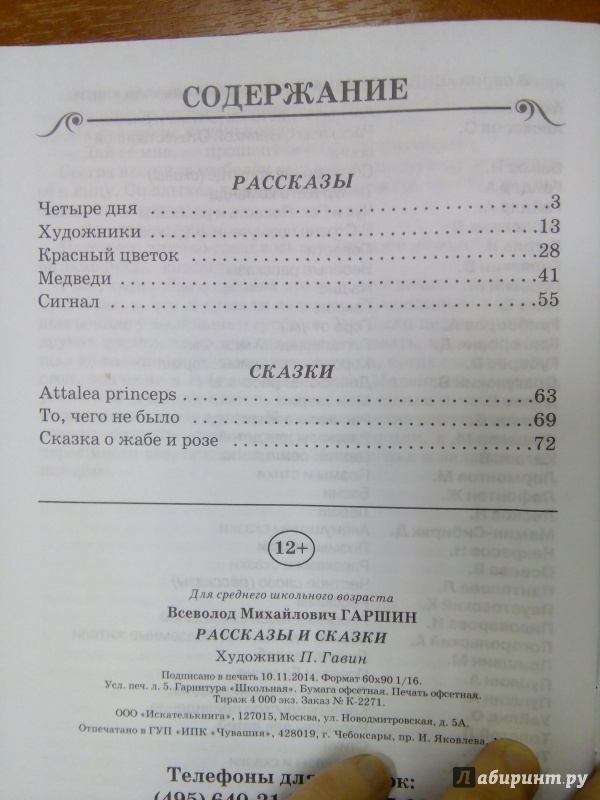 СОДЕРЖАНИЕ
РАССКАЗЫ
Четыре дня ........ 3
Художники ........ 13
Красный цветок ........ 28
Медведи ........ 41
Сигнал ........ 55
СКАЗКИ
Attalea princeps ........ 63
То, чего не было ........ 69
Сказка о жабе и розе ........ 72
12+
Для среднего школьного возраста
Всеволод Михайлович ГАРШИН
РАССКАЗЫ И СКАЗКИ
Художник П. Гавин
Подписано в печать 10.11.2014. Формат 60х90 1/16.
Усл. печ. л. 5. Гарнитура «Школьная». Бумага офсетная. Печать офсетная.
Тираж 4 000 экз. Заказ № К-2271.
ООО «Искателькнига», 127015, Москва, ул. Новодмитровская, д. 5А.
Отпечатано в ГУП «ИПК "Чувашия", 428019, г. Чебоксары, пр. И. Яковлева,
Телефоны для
(495) 640-21
Лабиринт.ру